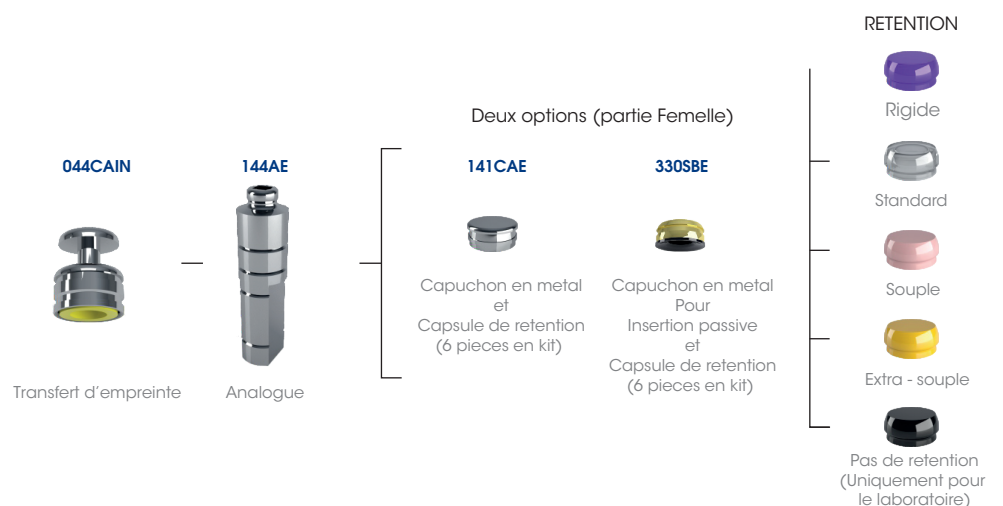 RETENTION
Rigide
Deux options (partie Femelle)
044CAIN
144AE
141CAE
330SBE
Standard
Capuchon en metal
et
Capsule de retention
(6 pieces en kit)
Capuchon en metal
Pour
Insertion passive
et
Capsule de retention
(6 pieces en kit)
Souple
Transfert d'empreinte
Analogue
Extra - souple
Pas de retention
(Uniquement pour
le laboratoire)